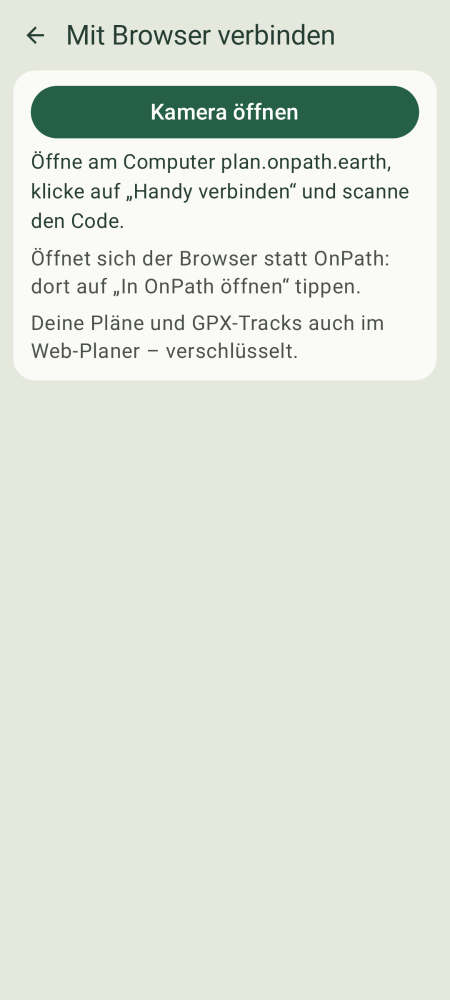 Mit Browser verbinden
Kamera öffnen
Öffne am Computer plan.onpath.earth,
klicke auf „Handy verbinden“ und scanne
den Code.
Öffnet sich der Browser statt OnPath:
dort auf „In OnPath öffnen“ tippen.
Deine Pläne und GPX-Tracks auch im
Web-Planer – verschlüsselt.